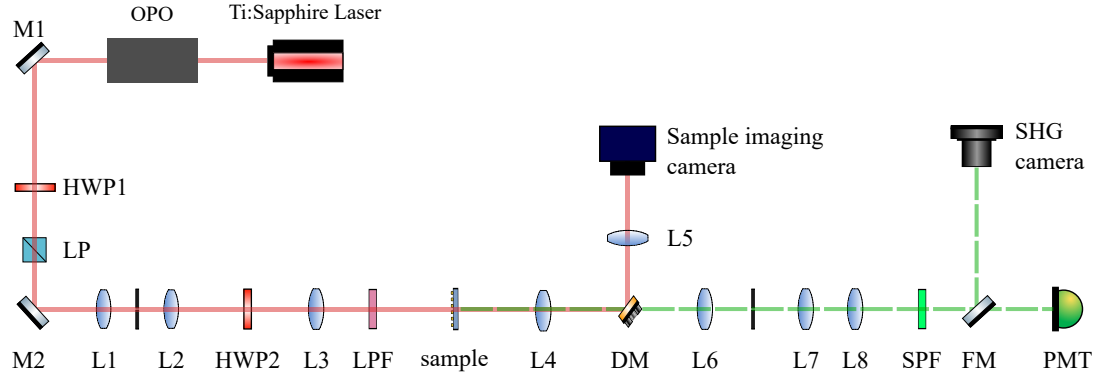 OPO
Ti:Sapphire Laser
M1
Sample imaging
camera
SHG
camera
HWP1
LP
L5
M2
L1
L2
HWP2
L3
LPF
sample
L4
DM
L6
L7
L8
SPF
FM
PMT